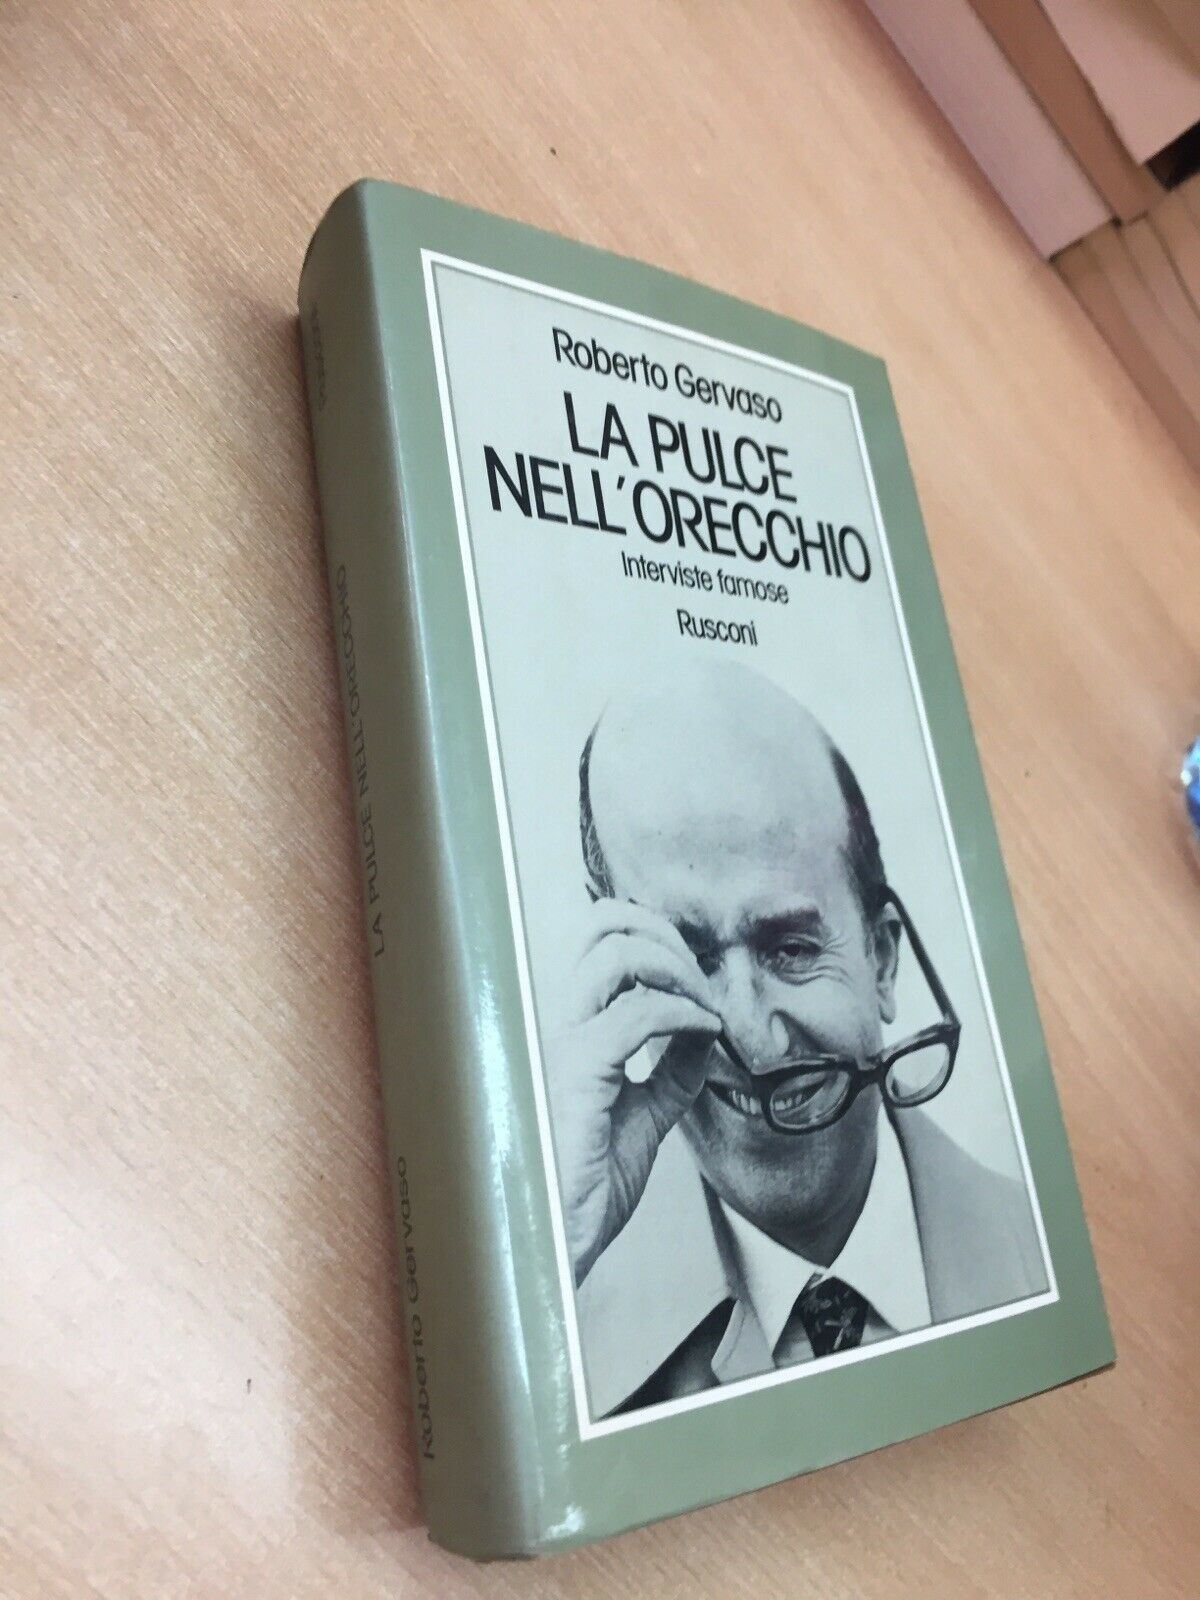 Roberto Gervaso
LA PULCE
NELL'ORECCHIO
Interviste famose
Rusconi
Roberto Gervaso
LA PULCE NELL'ORECCHIO